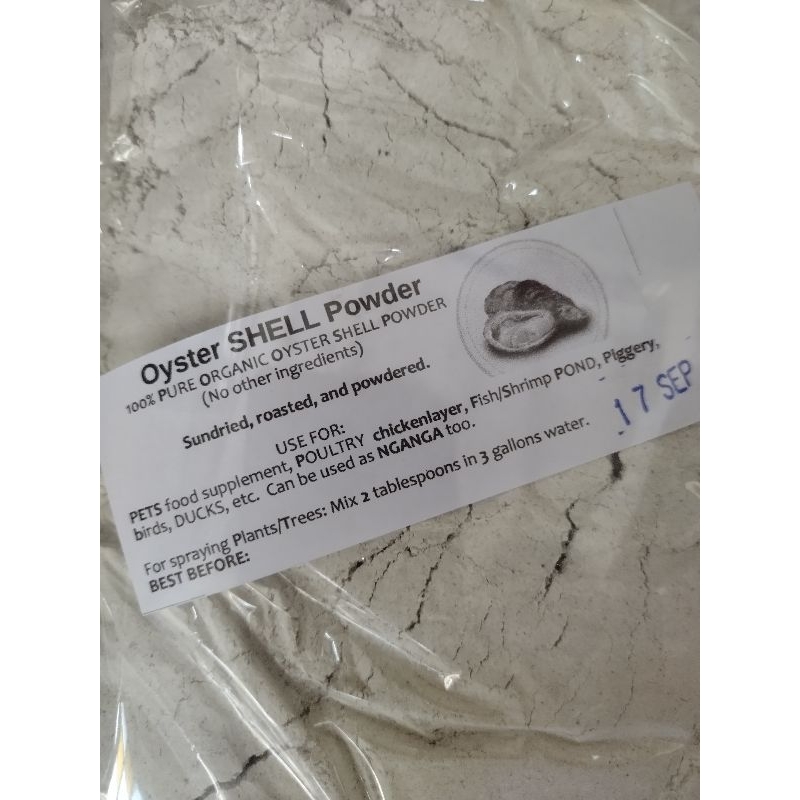 Oyster SHELL Powder
100% PURE ORGANIC OYSTER SHELL POWDER
(No other ingredients)
Sundried, roasted, and powdered.
USE FOR:
PETS food supplement, POULTRY chickenlayer, Fish/Shrimp POND, Piggery,
birds, DUCKS, etc. Can be used as NGANGA too.
For spraying Plants/Trees: Mix 2 tablespoons in 3 gallons water.
BEST BEFORE:
17 SEP